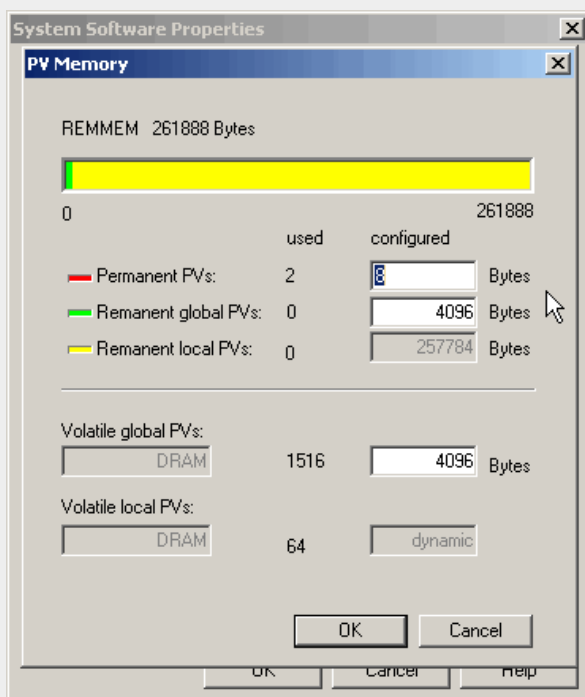 System Software Properties
PV Memory
REMMEM 261888 Bytes
0 261888
used configured
Permanent PVs: 2 8 Bytes
Remanent global PVs: 0 4096 Bytes
Remanent local PVs: 0 257784 Bytes
Volatile global PVs:
DRAM 1516 4096 Bytes
Volatile local PVs:
DRAM 64 dynamic
OK Cancel
OK Cancel Help